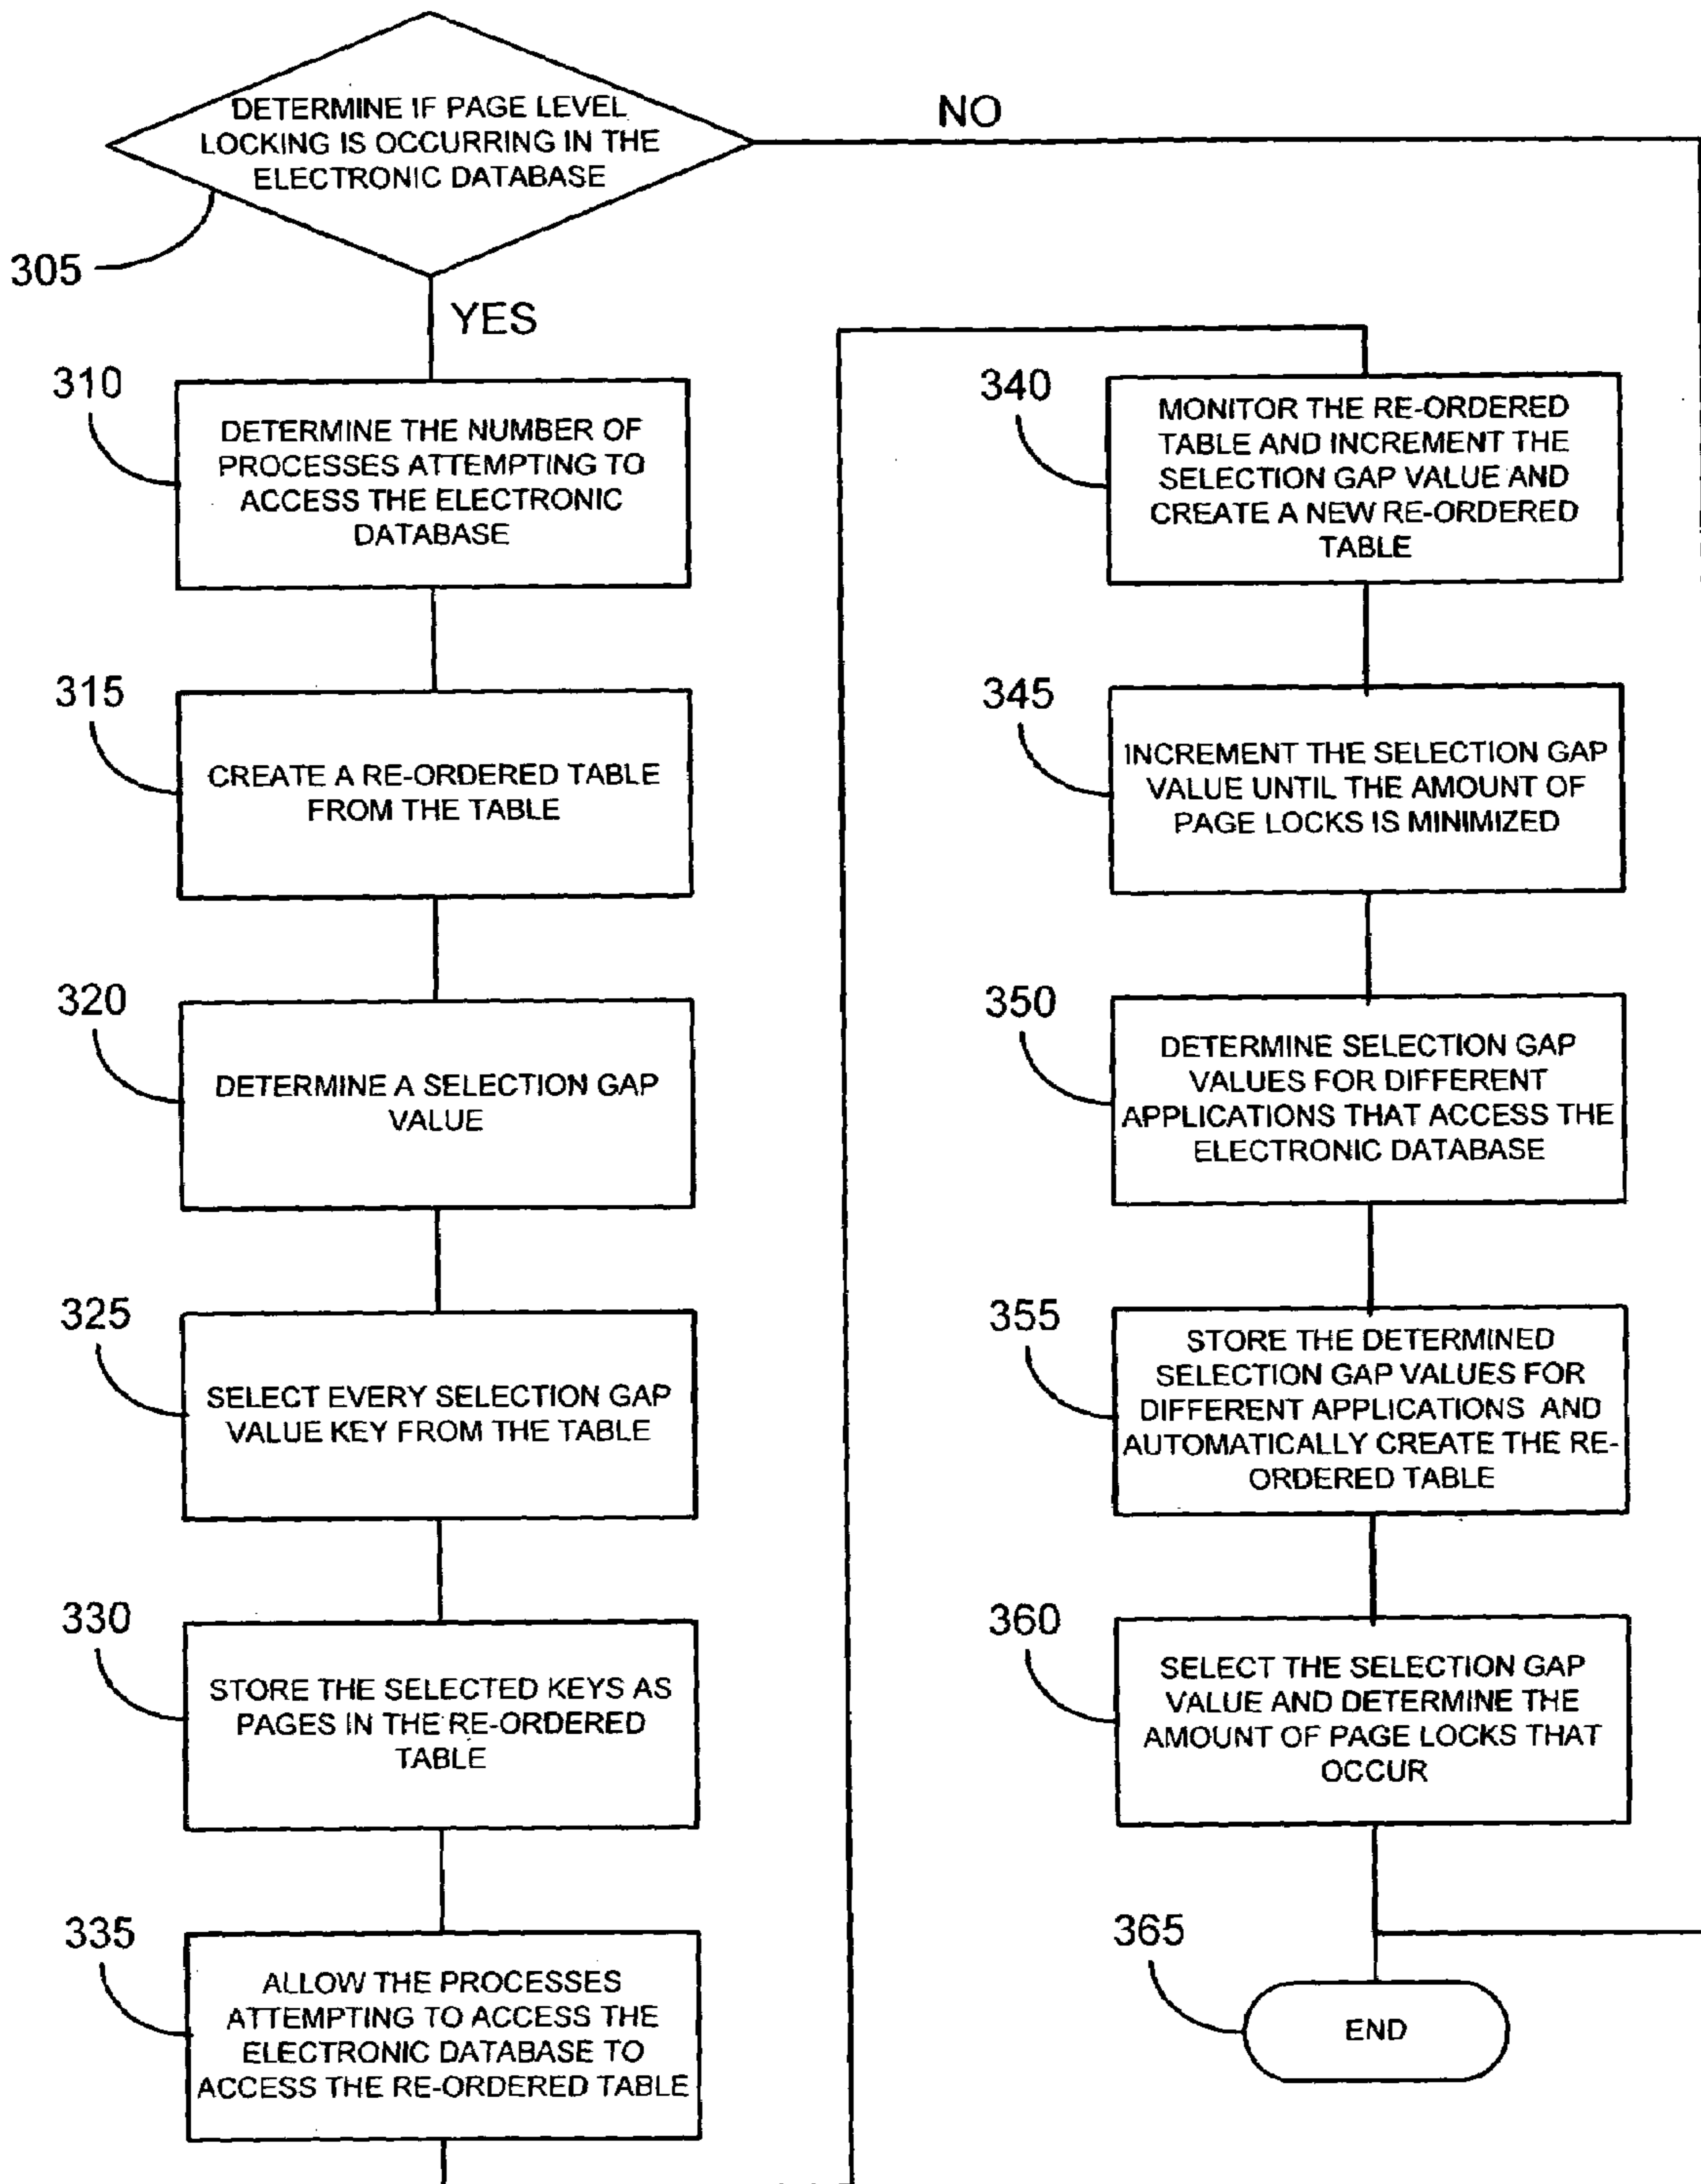 DETERMINE IF PAGE LEVEL
LOCKING IS OCCURRING IN THE
ELECTRONIC DATABASE
NO
305
YES
310
DETERMINE THE NUMBER OF
PROCESSES ATTEMPTING TO
ACCESS THE ELECTRONIC
DATABASE
315
CREATE A RE-ORDERED TABLE
FROM THE TABLE
320
DETERMINE A SELECTION GAP
VALUE
325
SELECT EVERY SELECTION GAP
VALUE KEY FROM THE TABLE
330
STORE THE SELECTED KEYS AS
PAGES IN THE RE-ORDERED
TABLE
335
ALLOW THE PROCESSES
ATTEMPTING TO ACCESS THE
ELECTRONIC DATABASE TO
ACCESS THE RE-ORDERED TABLE
340
MONITOR THE RE-ORDERED
TABLE AND INCREMENT THE
SELECTION GAP VALUE AND
CREATE A NEW RE-ORDERED
TABLE
345
INCREMENT THE SELECTION GAP
VALUE UNTIL THE AMOUNT OF
PAGE LOCKS IS MINIMIZED
350
DETERMINE SELECTION GAP
VALUES FOR DIFFERENT
APPLICATIONS THAT ACCESS THE
ELECTRONIC DATABASE
355
STORE THE DETERMINED
SELECTION GAP VALUES FOR
DIFFERENT APPLICATIONS AND
AUTOMATICALLY CREATE THE RE-
ORDERED TABLE
360
SELECT THE SELECTION GAP
VALUE AND DETERMINE THE
AMOUNT OF PAGE LOCKS THAT
OCCUR
365
END